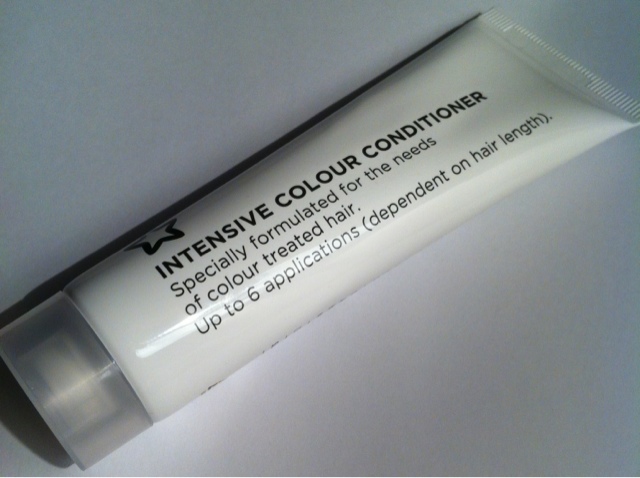 INTENSIVE COLOUR CONDITIONER
Specially formulated for the needs
of colour treated hair.
Up to 6 applications (dependent on hair length).